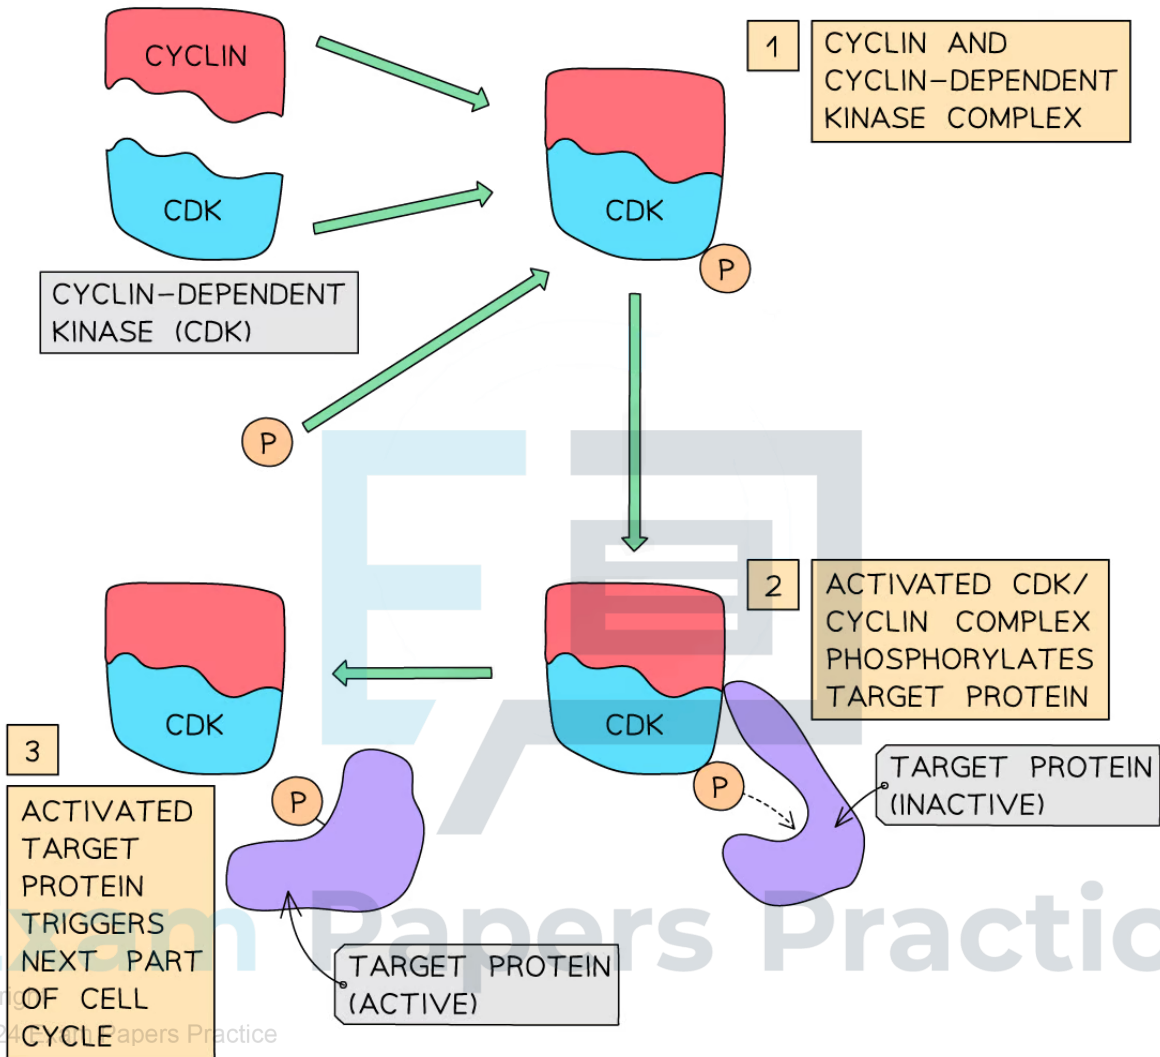 CYCLIN
1
CYCLIN AND
CYCLIN-DEPENDENT
KINASE COMPLEX
CDK
CDK
P
CYCLIN-DEPENDENT
KINASE (CDK)
P
2
ACTIVATED CDK/
CYCLIN COMPLEX
PHOSPHORYLATES
TARGET PROTEIN
CDK
CDK
P
TARGET PROTEIN
(INACTIVE)
3
ACTIVATED
TARGET
PROTEIN
TRIGGERS
NEXT PART
OF CELL
CYCLE
P
TARGET PROTEIN
(ACTIVE)
Papers Practic
Exam Papers Practice